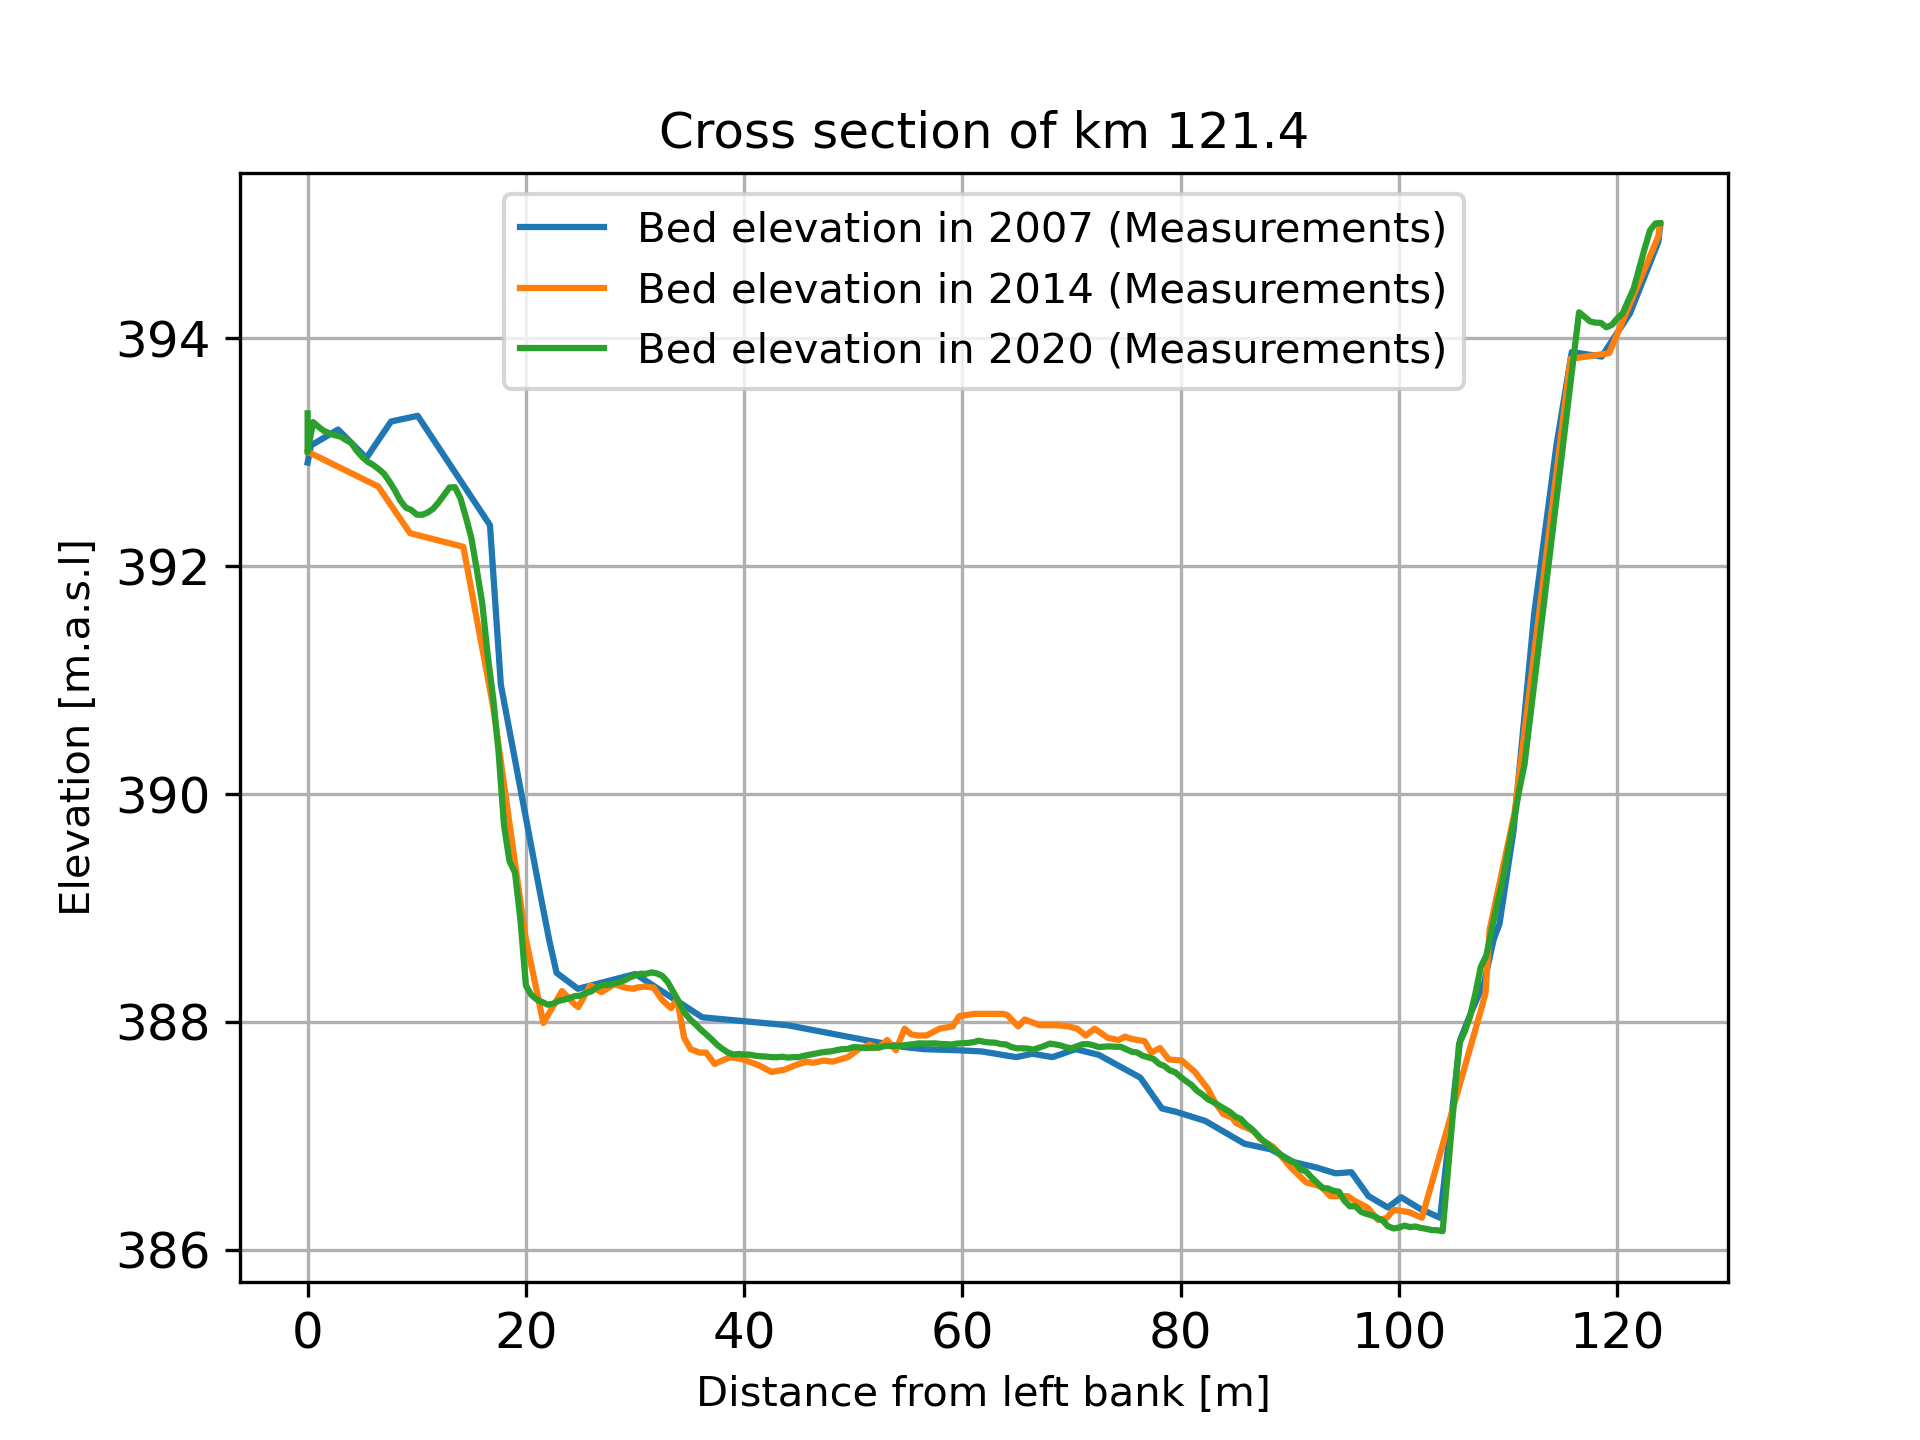 Cross section of km 121.4
Bed elevation in 2007 (Measurements)
Bed elevation in 2014 (Measurements)
Bed elevation in 2020 (Measurements)
Elevation [m.a.s.l]
394
392
390
388
386
0 20 40 60 80 100 120
Distance from left bank [m]